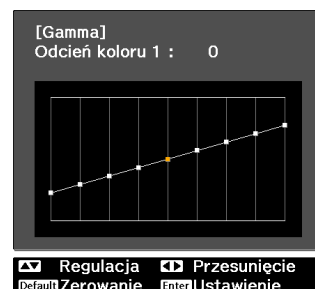 [Gamma]
Odcień koloru 1 : 0
Regulacja Przesunięcie
Default Zerowanie Enter Ustawienie